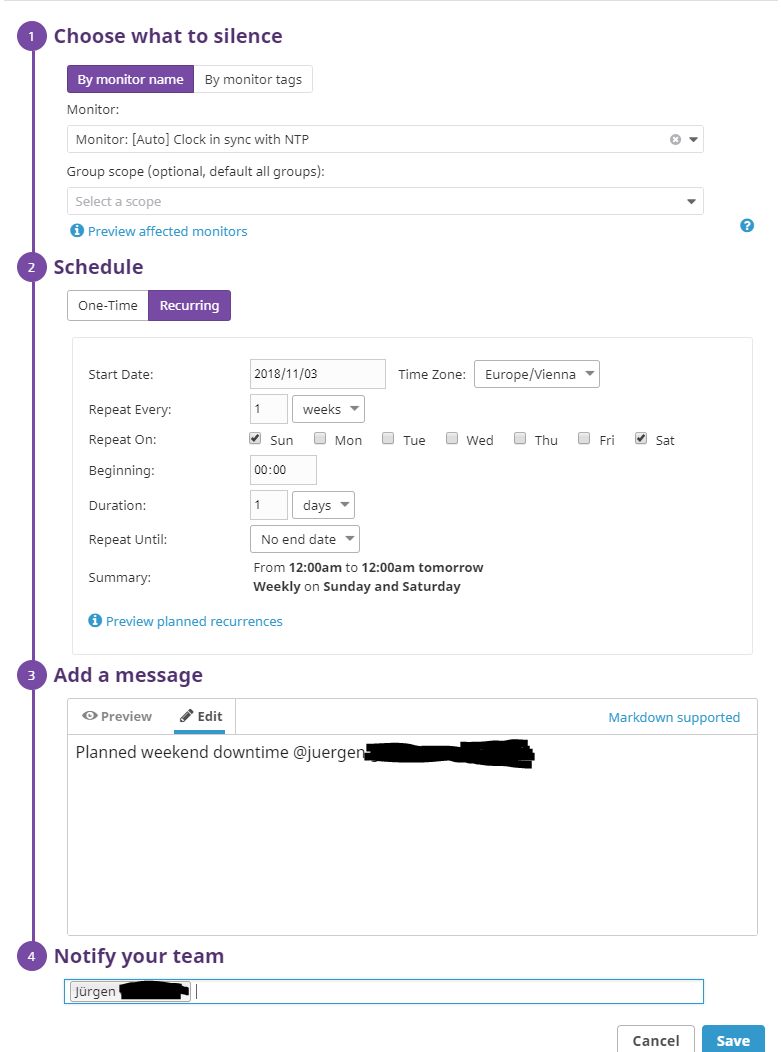 1 Choose what to silence
By monitor name By monitor tags
Monitor:
Monitor: [Auto] Clock in sync with NTP
Group scope (optional, default all groups):
Select a scope
Preview affected monitors
?
2 Schedule
One-Time Recurring
Start Date: 2018/11/03 Time Zone: Europe/Vienna
Repeat Every: 1 weeks
Repeat On: Sun Mon Tue Wed Thu Fri Sat
Beginning: 00:00
Duration: 1 days
Repeat Until: No end date
Summary: From 12:00am to 12:00am tomorrow
Weekly on Sunday and Saturday
Preview planned recurrences
3 Add a message
Preview Edit Markdown supported
Planned weekend downtime @juergen
4 Notify your team
Jürgen
Cancel Save